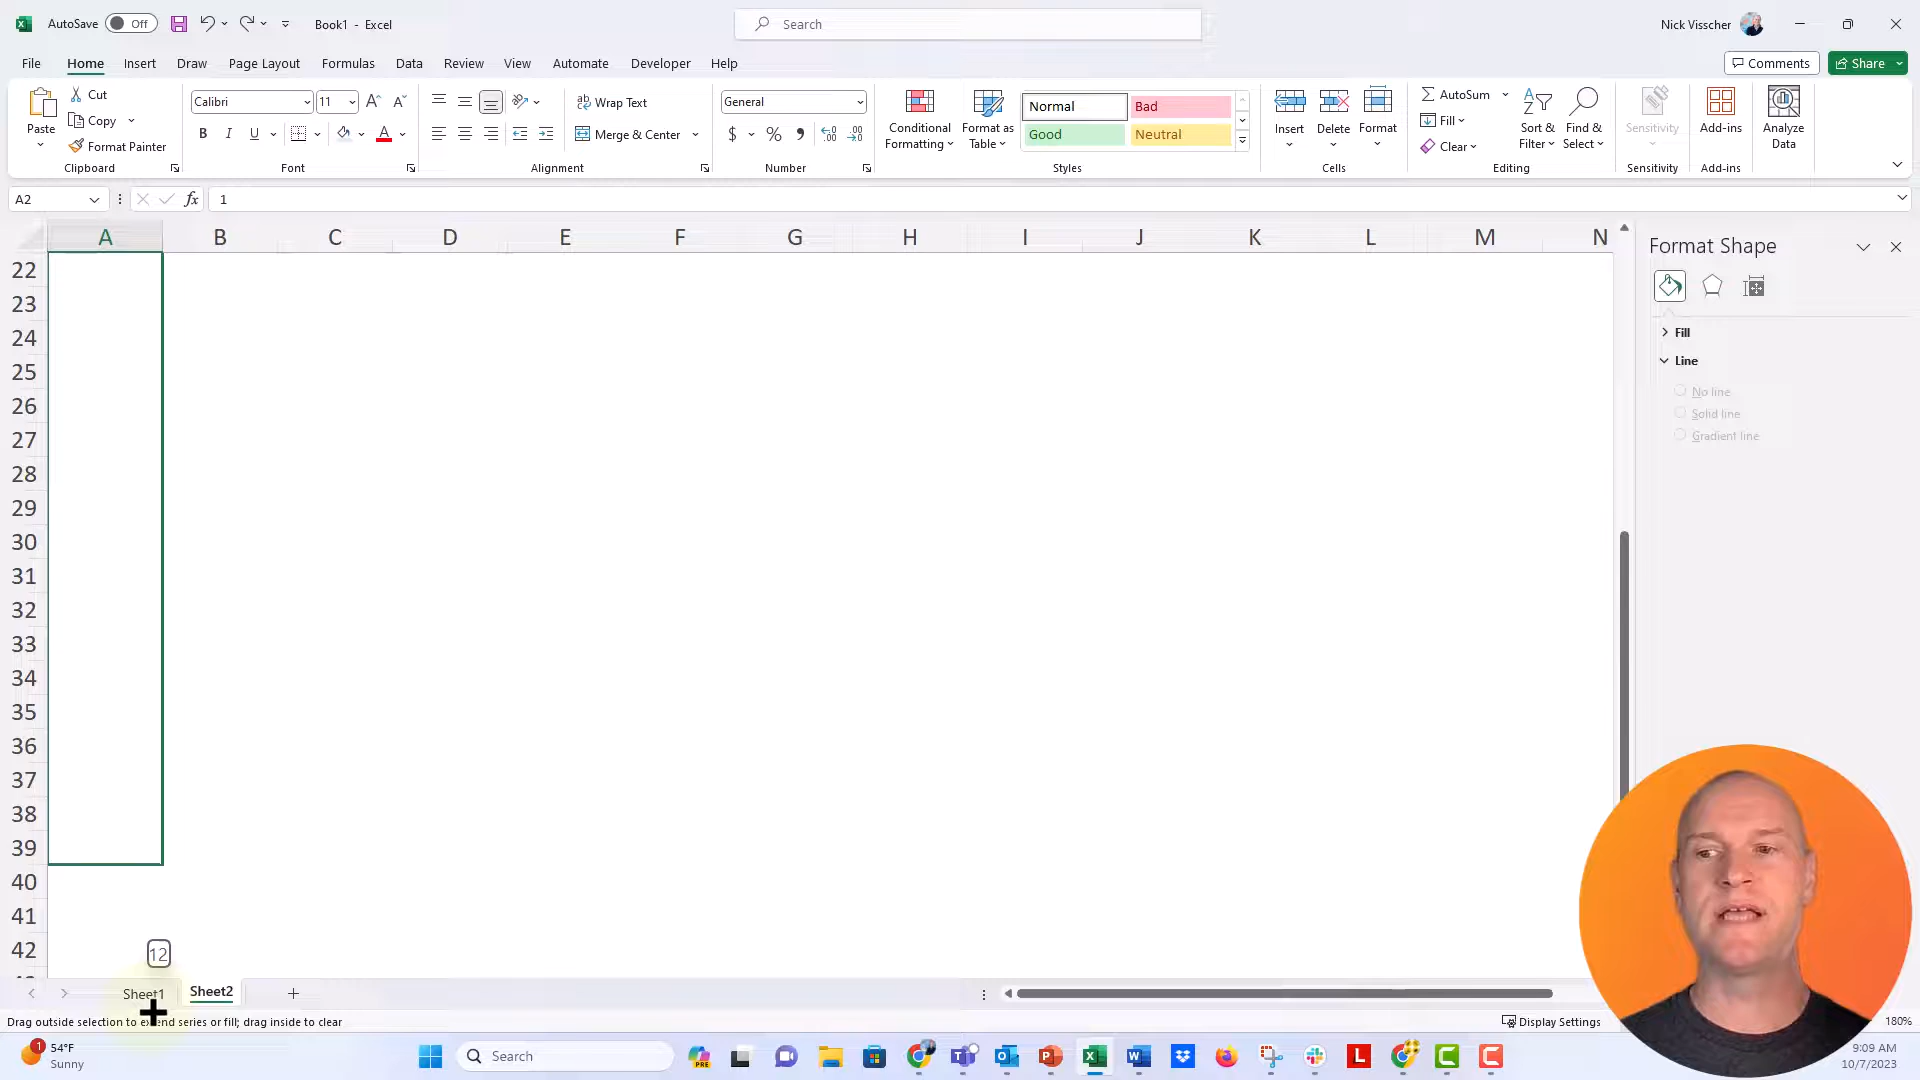 AutoSave Off Book1 - Excel Search Nick Visscher
File Home Insert Draw Page Layout Formulas Data Review View Automate Developer Help Comments Share
Paste
Cut
Copy
Format Painter
Clipboard
Calibri 11
B I U A
Font
Wrap Text
Merge & Center
Alignment
General
$ % ,
Number
Conditional
Formatting
Format as
Table
Normal Bad
Good Neutral
Styles
Insert Delete Format
Cells
AutoSum
Fill
Clear
Sort &
Filter
Find &
Select
Editing
Sensitivity
Sensitivity
Add-ins
Add-ins
Analyze
Data
A2 fx 1
A B C D E F G H I J K L M N
22
23
24
25
26
27
28
29
30
31
32
33
34
35
36
37
38
39
40
41
42
12
Format Shape
Fill
Line
No line
Solid line
Gradient line
Sheet1 Sheet2
Drag outside selection to extend series or fill; drag inside to clear Display Settings 180%
1 54°F
Sunny
Search
PRE
L
9:09 AM
10/7/2023